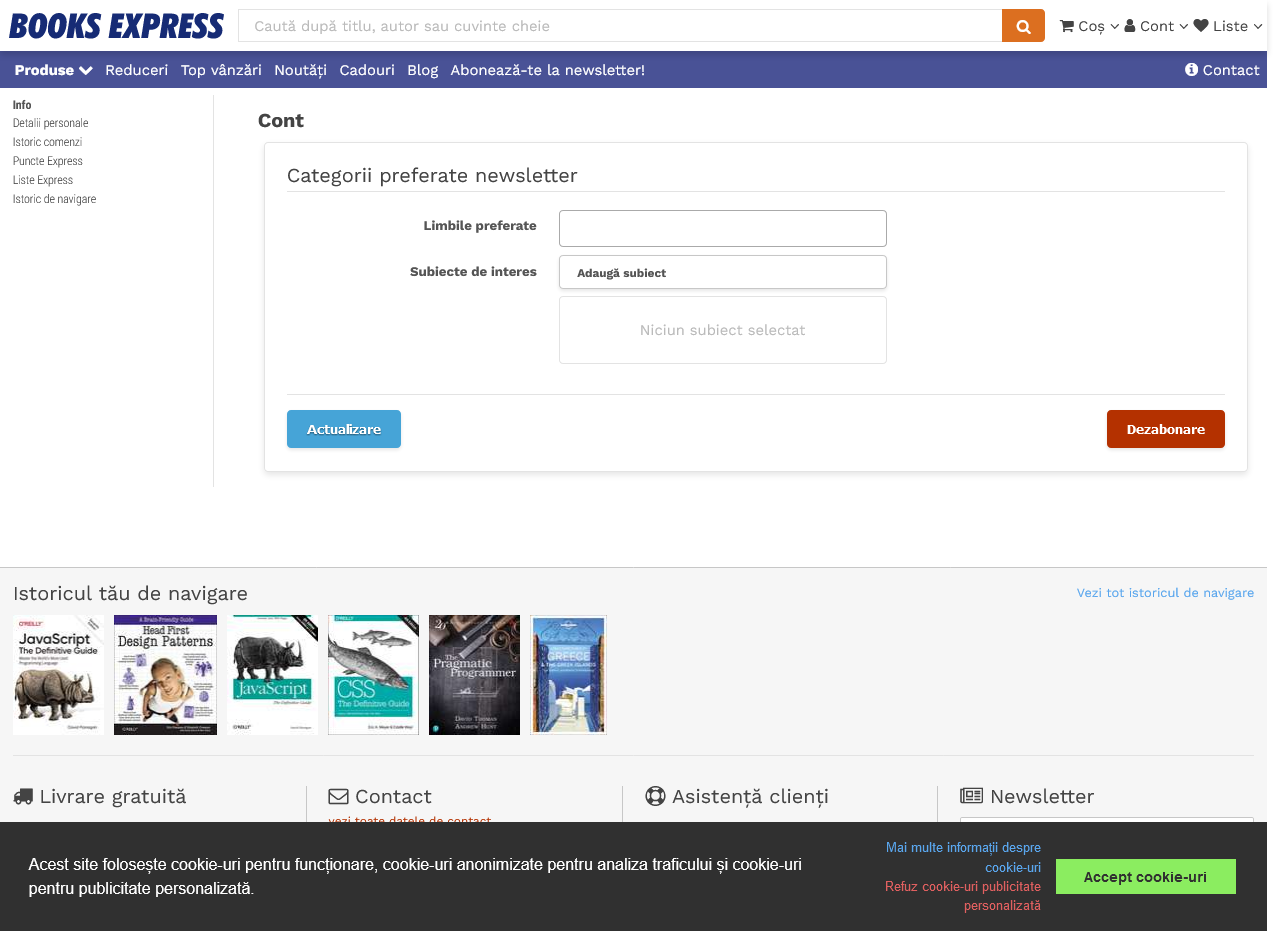 BOOKS EXPRESS
Caută după titlu, autor sau cuvinte cheie
Coș Cont Liste
Produse Reduceri Top vânzări Noutăți Cadouri Blog Abonează-te la newsletter! Contact
Info
Detalii personale
Istoric comenzi
Puncte Express
Liste Express
Istoric de navigare
Cont
Categorii preferate newsletter
Limbile preferate
Subiecte de interes
Adaugă subiect
Niciun subiect selectat
Actualizare
Dezabonare
Istoricul tău de navigare
Vezi tot istoricul de navigare
O'REILLY
JavaScript
The Definitive Guide
David Flanagan
A Brain-Friendly Guide
Head First
Design Patterns
O'REILLY
JavaScript
The Definitive Guide
O'REILLY
CSS
The Definitive Guide
The
Pragmatic
Programmer
DAVID THOMAS
ANDREW HUNT
GREECE
& THE GREEK ISLANDS
Livrare gratuită
Contact
vezi toate datele de contact
Asistență clienți
Newsletter
Acest site folosește cookie-uri pentru funcționare, cookie-uri anonimizate pentru analiza traficului și cookie-uri
pentru publicitate personalizată.
Mai multe informații despre
cookie-uri
Refuz cookie-uri publicitate
personalizată
Accept cookie-uri